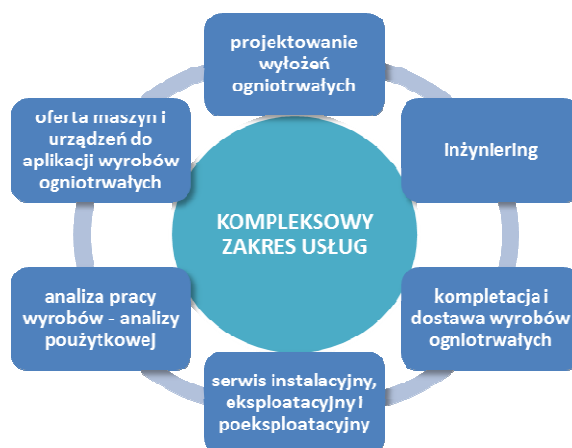 projektowanie
wyłożeń
ogniotrwałych
inżyniering
kompletacja i
dostawa wyrobów
ogniotrwałych
serwis instalacyjny,
eksploatacyjny i
poeksploatacyjny
analiza pracy
wyrobów - analizy
poużytkowej
oferta maszyn i
urządzeń do
aplikacji wyrobów
ogniotrwałych
KOMPLEKSOWY
ZAKRES USŁUG